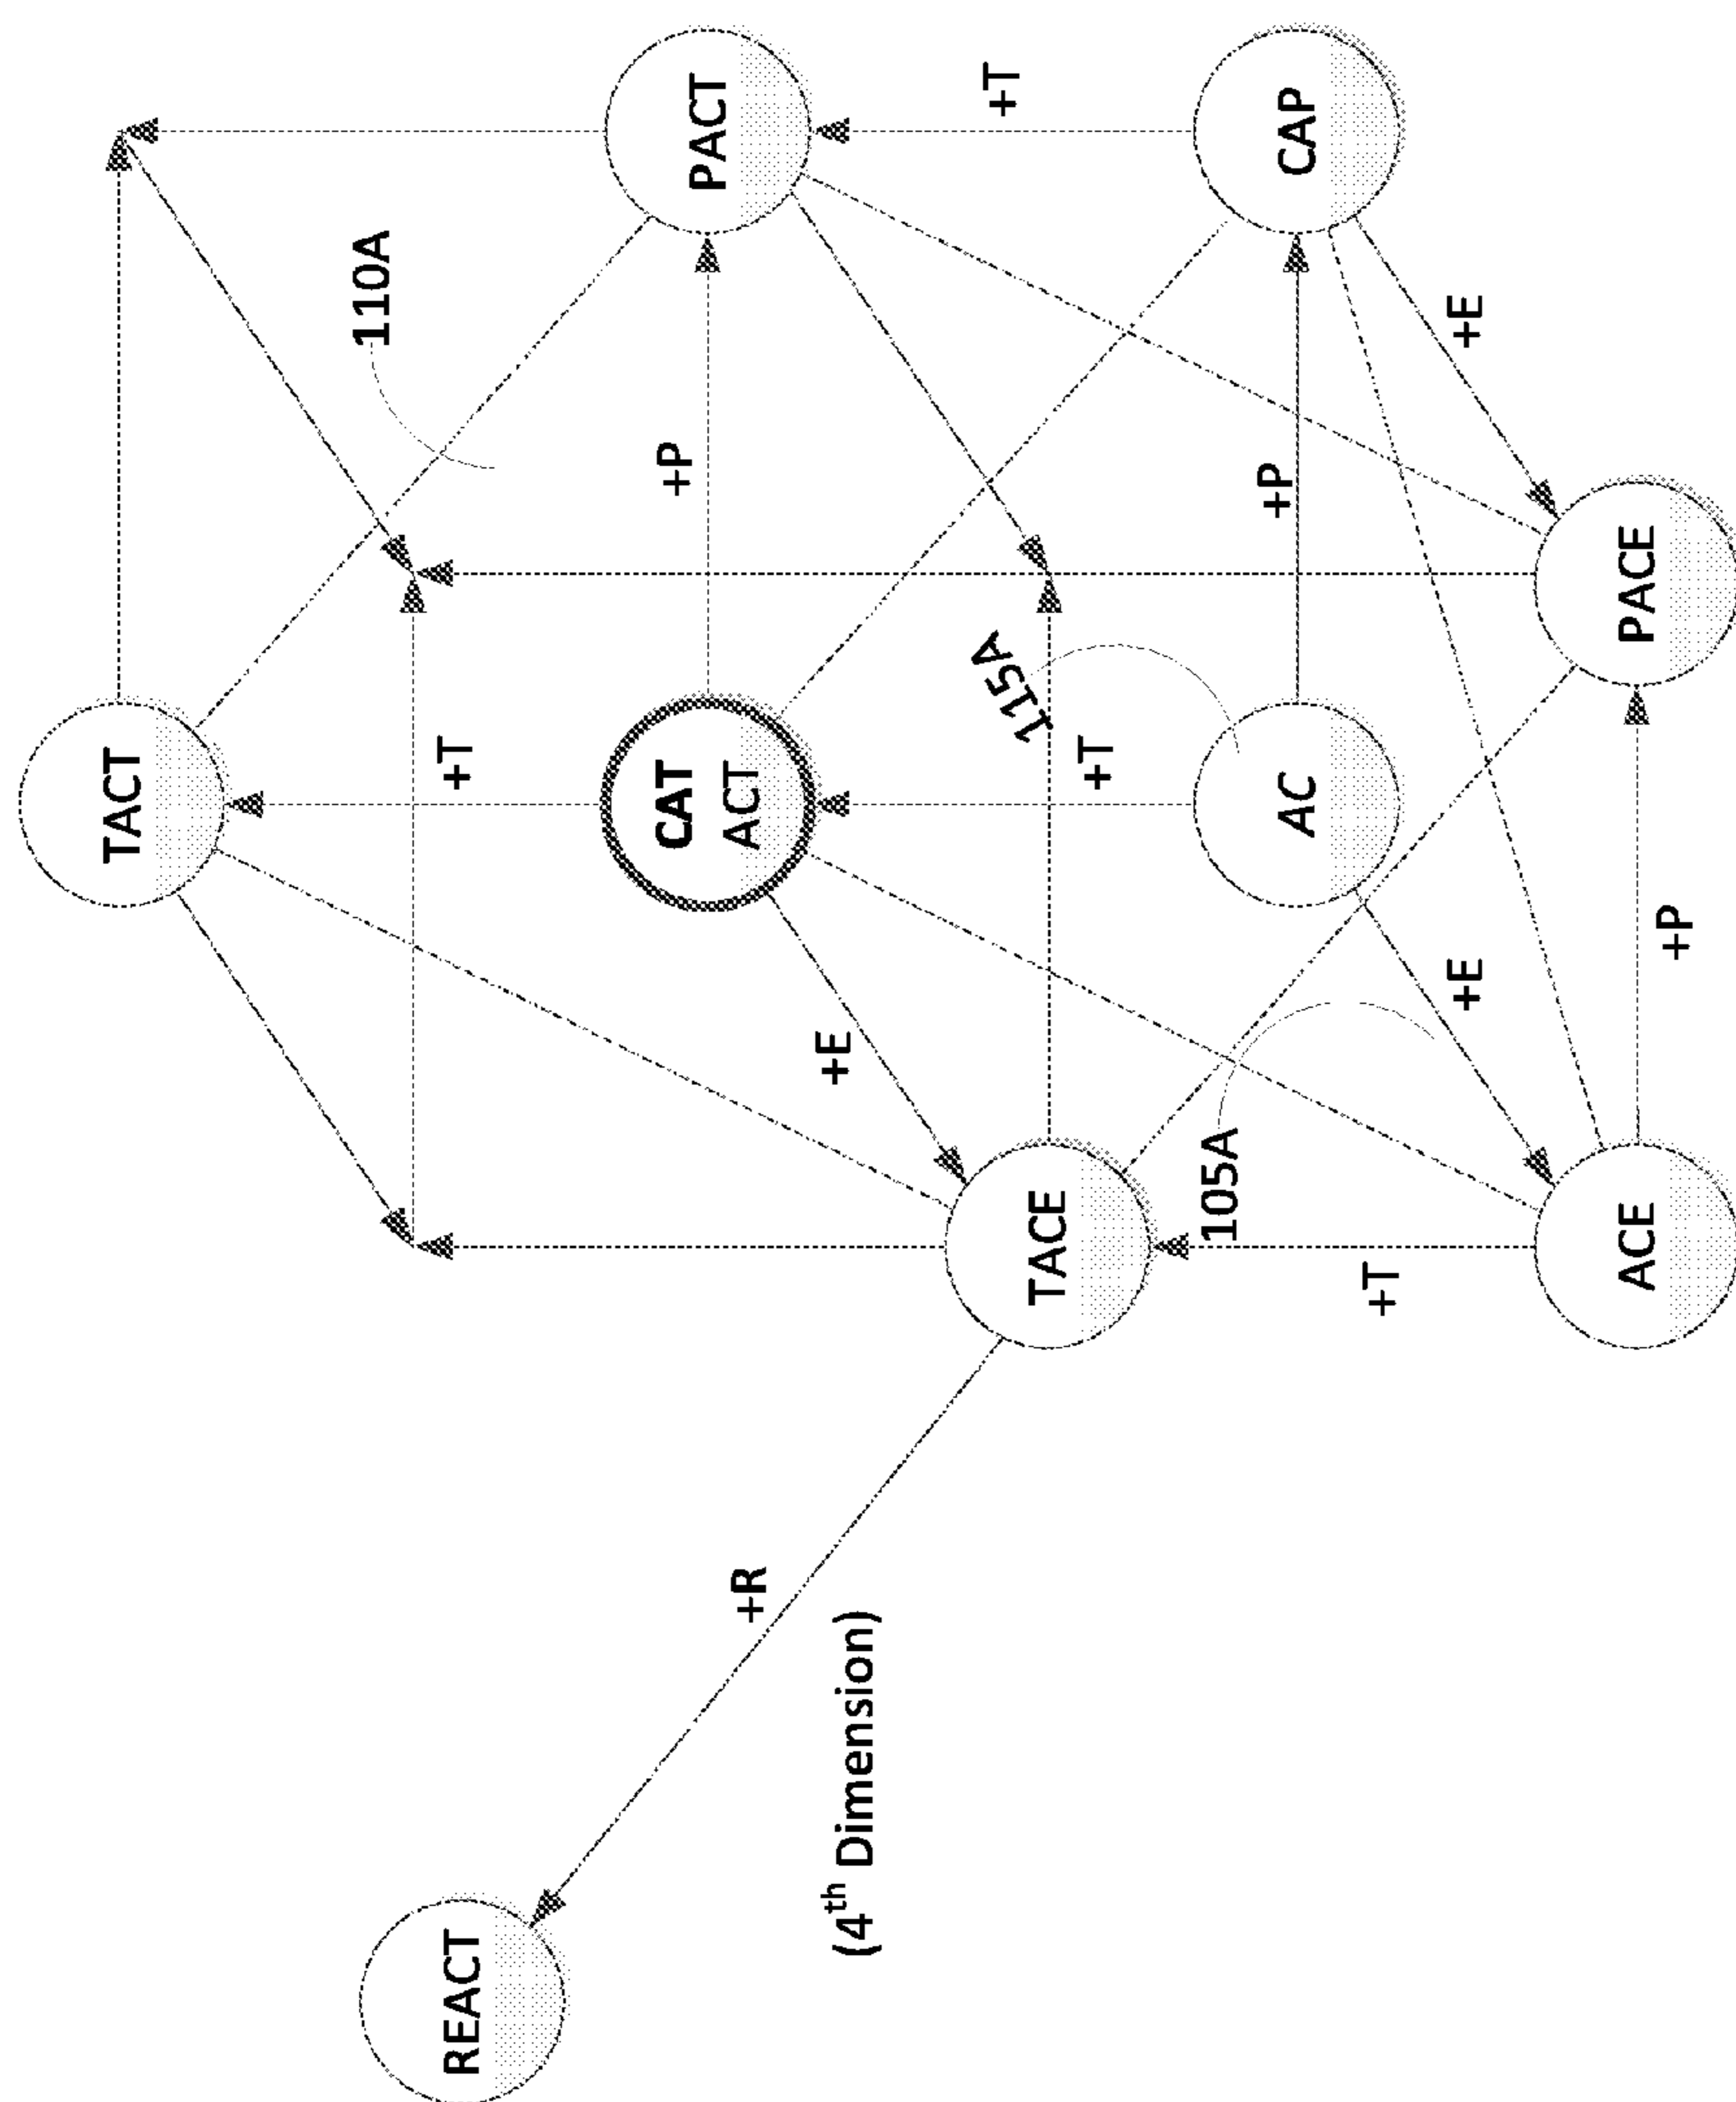 TACT
110A
REACT
+T
CAT
ACT
+P
PACT
+R
+E
(4th Dimension)
+T
115A
TACE
+T
105A
+P
AC
CAP
+T
+E
+E
ACE
PACE
+P